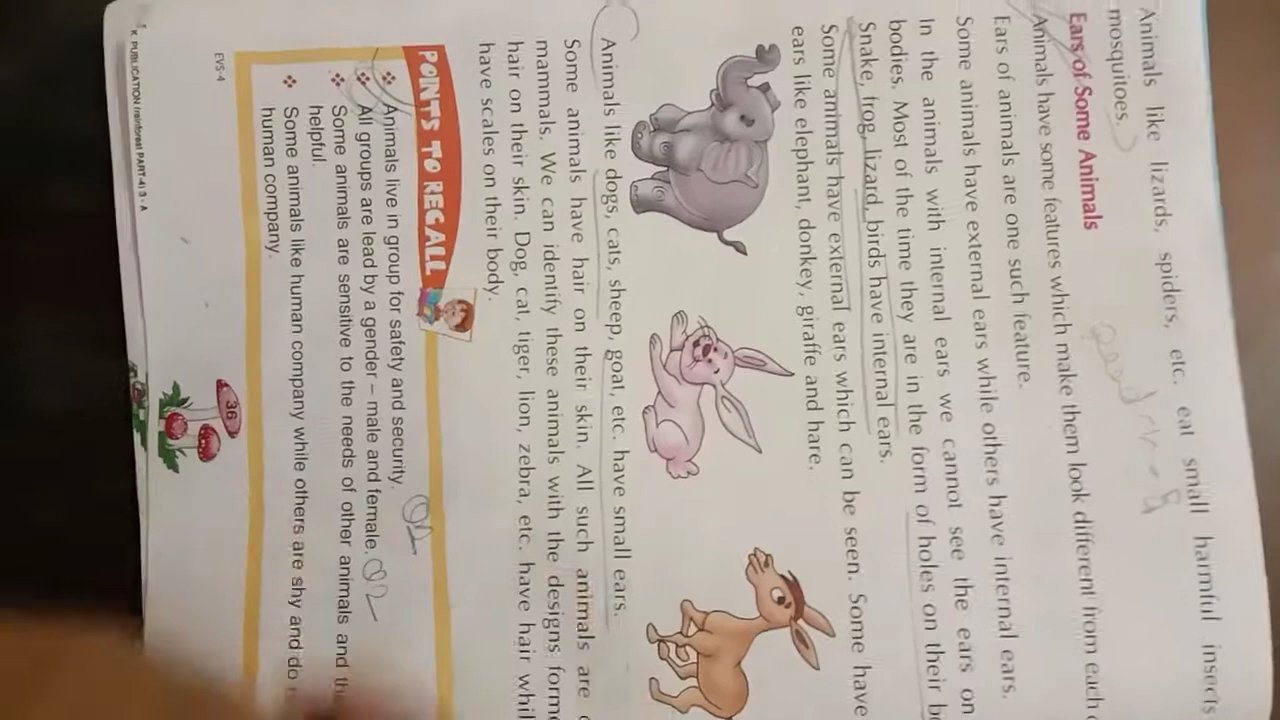 Animals like lizards, spiders, etc. eat small harmful insects
mosquitoes.
Ears of Some Animals
Animals have some features which make them look different from each
Ears of animals are one such feature.
Some animals have external ears while others have internal ears.
In the animals with internal ears we cannot see the ears on
bodies. Most of the time they are in the form of holes on their
Snake, frog, lizard, birds have internal ears.
Some animals have external ears which can be seen. Some have
ears like elephant, donkey, giraffe and hare.
Animals like dogs, cats, sheep, goat, etc. have small ears.
Some animals have hair on their skin. All such animals are
mammals. We can identify these animals with the designs
hair on their skin. Dog, cat, tiger, lion, zebra, etc. have hair
have scales on their body.
POINTS TO RECALL
❖ Animals live in group for safety and security.
❖ All groups are lead by a gender – male and female.
❖ Some animals are sensitive to the needs of other animals and
helpful.
❖ Some animals like human company while others are shy and do
human company.
EVS-4
36
K. PUBLICATION (rainforest PART-4) 3 - A